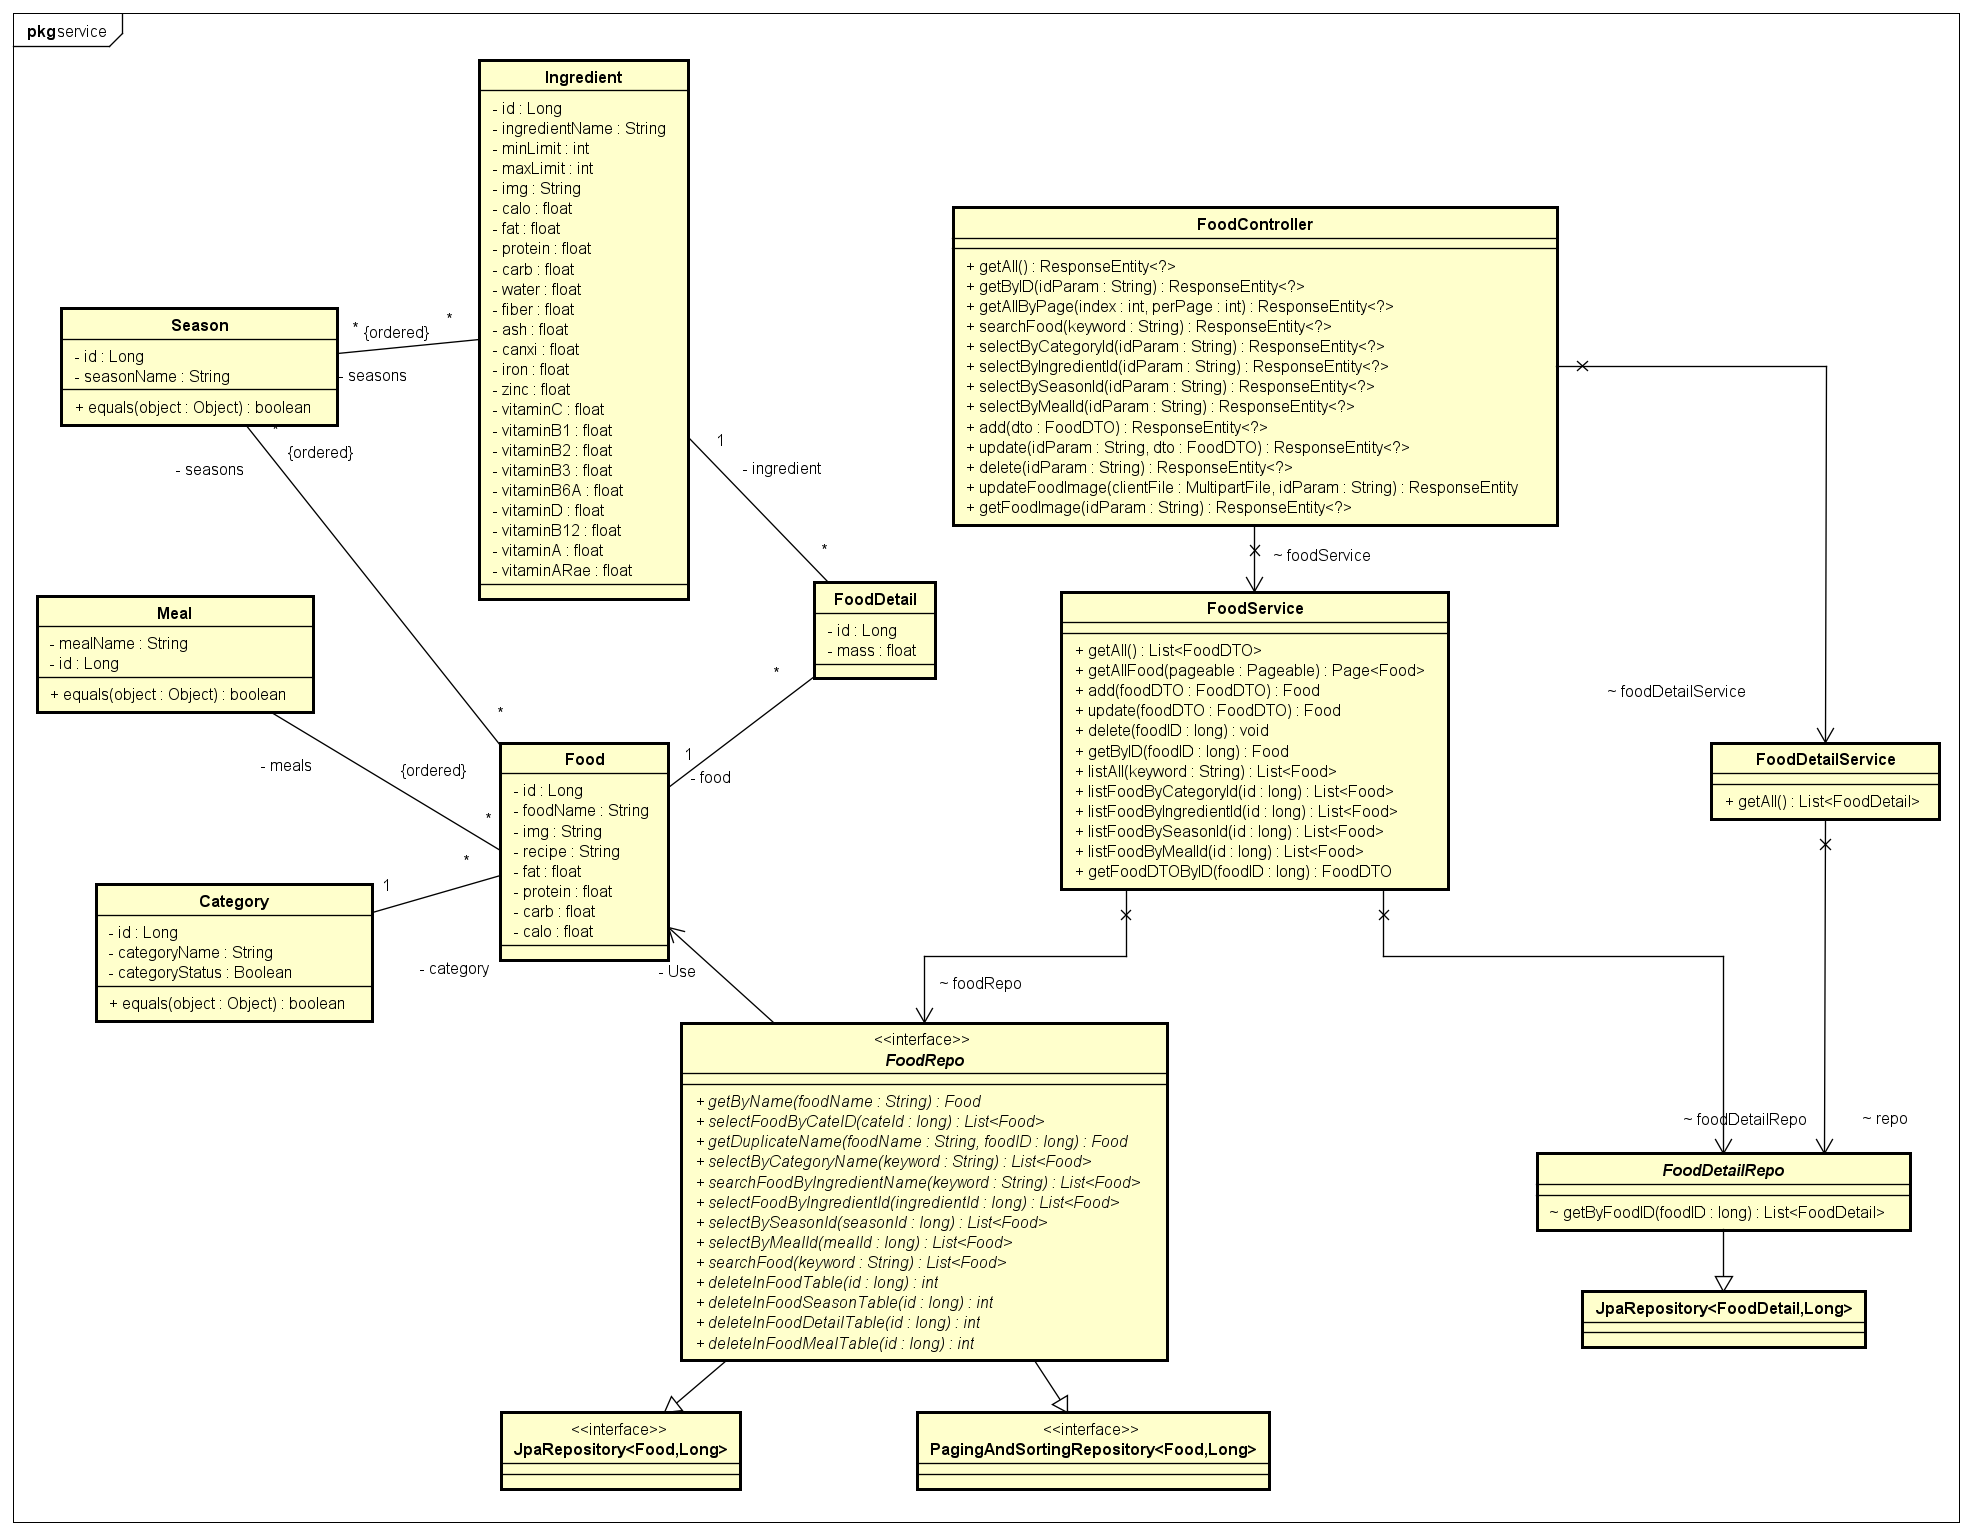 pkg service
Ingredient
- id : Long
- ingredientName : String
- minLimit : int
- maxLimit : int
- img : String
- calo : float
- fat : float
- protein : float
- carb : float
- water : float
- fiber : float
- ash : float
- canxi : float
- iron : float
- zinc : float
- vitaminC : float
- vitaminB1 : float
- vitaminB2 : float
- vitaminB3 : float
- vitaminB6A : float
- vitaminD : float
- vitaminB12 : float
- vitaminA : float
- vitaminARae : float
Season
- id : Long
- seasonName : String
+ equals(object : Object) : boolean
* {ordered} *
- seasons
*
{ordered}
- seasons
*
1
- ingredient
*
Meal
- mealName : String
- id : Long
+ equals(object : Object) : boolean
- meals
{ordered}
*
FoodDetail
- id : Long
- mass : float
*
1
- food
Food
- id : Long
- foodName : String
- img : String
- recipe : String
- fat : float
- protein : float
- carb : float
- calo : float
Category
- id : Long
- categoryName : String
- categoryStatus : Boolean
+ equals(object : Object) : boolean
1
*
- category
- Use
FoodController
+ getAll() : ResponseEntity<?>
+ getByID(idParam : String) : ResponseEntity<?>
+ getAllByPage(index : int, perPage : int) : ResponseEntity<?>
+ searchFood(keyword : String) : ResponseEntity<?>
+ selectByCategoryId(idParam : String) : ResponseEntity<?>
+ selectByIngredientId(idParam : String) : ResponseEntity<?>
+ selectBySeasonId(idParam : String) : ResponseEntity<?>
+ selectByMealId(idParam : String) : ResponseEntity<?>
+ add(dto : FoodDTO) : ResponseEntity<?>
+ update(idParam : String, dto : FoodDTO) : ResponseEntity<?>
+ delete(idParam : String) : ResponseEntity<?>
+ updateFoodImage(clientFile : MultipartFile, idParam : String) : ResponseEntity
+ getFoodImage(idParam : String) : ResponseEntity<?>
~ foodService
FoodService
+ getAll() : List<FoodDTO>
+ getAllFood(pageable : Pageable) : Page<Food>
+ add(foodDTO : FoodDTO) : Food
+ update(foodDTO : FoodDTO) : Food
+ delete(foodID : long) : void
+ getByID(foodID : long) : Food
+ listAll(keyword : String) : List<Food>
+ listFoodByCategoryId(id : long) : List<Food>
+ listFoodByIngredientId(id : long) : List<Food>
+ listFoodBySeasonId(id : long) : List<Food>
+ listFoodByMealId(id : long) : List<Food>
+ getFoodDTOByID(foodID : long) : FoodDTO
~ foodDetailService
FoodDetailService
+ getAll() : List<FoodDetail>
~ foodRepo
<<interface>>
FoodRepo
+ getByName(foodName : String) : Food
+ selectFoodByCateID(cateId : long) : List<Food>
+ getDuplicateName(foodName : String, foodID : long) : Food
+ selectByCategoryName(keyword : String) : List<Food>
+ searchFoodByIngredientName(keyword : String) : List<Food>
+ selectFoodByIngredientId(ingredientId : long) : List<Food>
+ selectBySeasonId(seasonId : long) : List<Food>
+ selectByMealId(mealId : long) : List<Food>
+ searchFood(keyword : String) : List<Food>
+ deleteInFoodTable(id : long) : int
+ deleteInFoodSeasonTable(id : long) : int
+ deleteInFoodDetailTable(id : long) : int
+ deleteInFoodMealTable(id : long) : int
~ foodDetailRepo
~ repo
FoodDetailRepo
~ getByFoodID(foodID : long) : List<FoodDetail>
JpaRepository<FoodDetail,Long>
<<interface>>
JpaRepository<Food,Long>
<<interface>>
PagingAndSortingRepository<Food,Long>